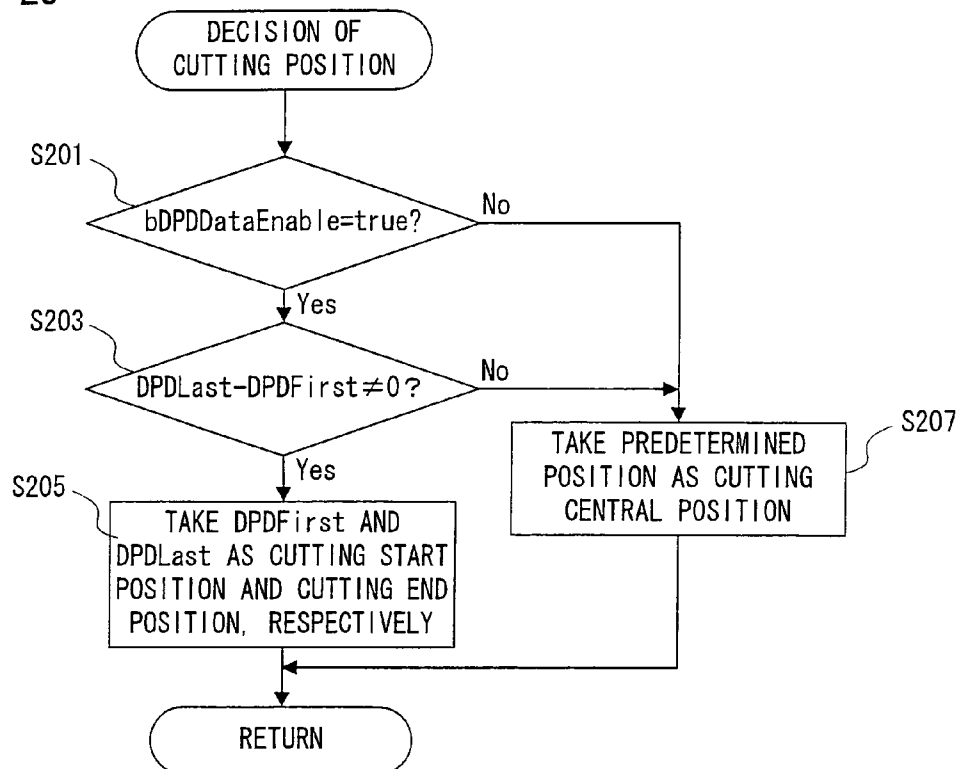 DECISION OF
CUTTING POSITION
S201
bDPDDataEnable=true?
No
Yes
S203
DPDLast-DPDFirst≠0?
No
Yes
S207
TAKE PREDETERMINED
POSITION AS CUTTING
CENTRAL POSITION
S205
TAKE DPDFirst AND
DPDLast AS CUTTING START
POSITION AND CUTTING END
POSITION, RESPECTIVELY
RETURN